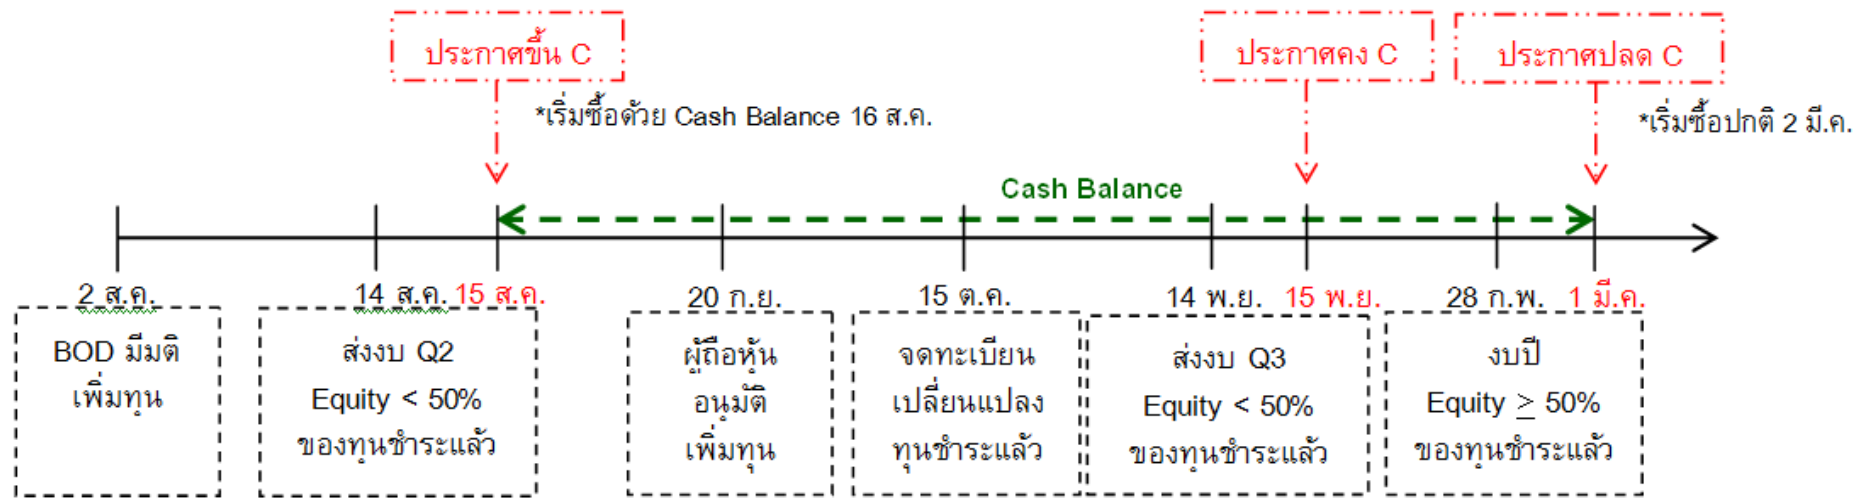 ประกาศขึ้น C
ประกาศคง C
ประกาศปลด C
*เริ่มซื้อด้วย Cash Balance 16 ส.ค.
*เริ่มซื้อปกติ 2 มี.ค.
Cash Balance
2 ส.ค.
14 ส.ค.
15 ส.ค.
20 ก.ย.
15 ต.ค.
14 พ.ย.
15 พ.ย.
28 ก.พ.
1 มี.ค.
BOD มีมติ
เพิ่มทุน
ส่งงบ Q2
Equity < 50%
ของทุนชำระแล้ว
ผู้ถือหุ้น
อนุมัติ
เพิ่มทุน
จดทะเบียน
เปลี่ยนแปลง
ทุนชำระแล้ว
ส่งงบ Q3
Equity < 50%
ของทุนชำระแล้ว
งบปี
Equity ≥ 50%
ของทุนชำระแล้ว